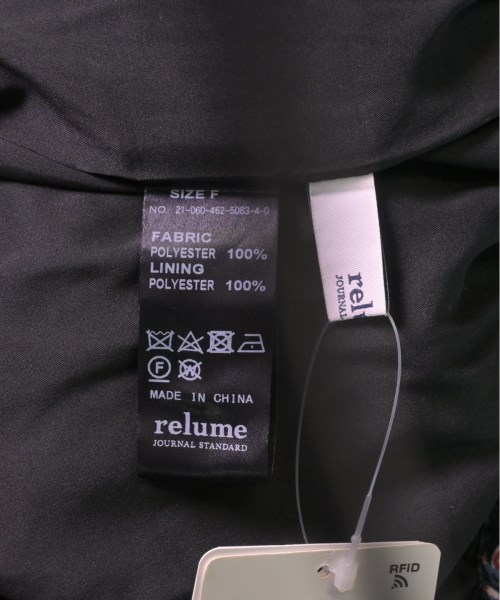 SIZE F
NO. 21-060-462-5083-4-0
FABRIC
POLYESTER 100%
LINING
POLYESTER 100%
F W
MADE IN CHINA
relume
JOURNAL STANDARD
relume
JOURNAL
RFID